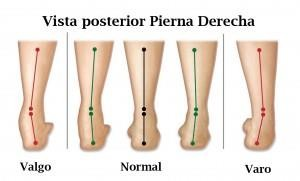 Vista posterior Pierna Derecha
Valgo
Normal
Varo